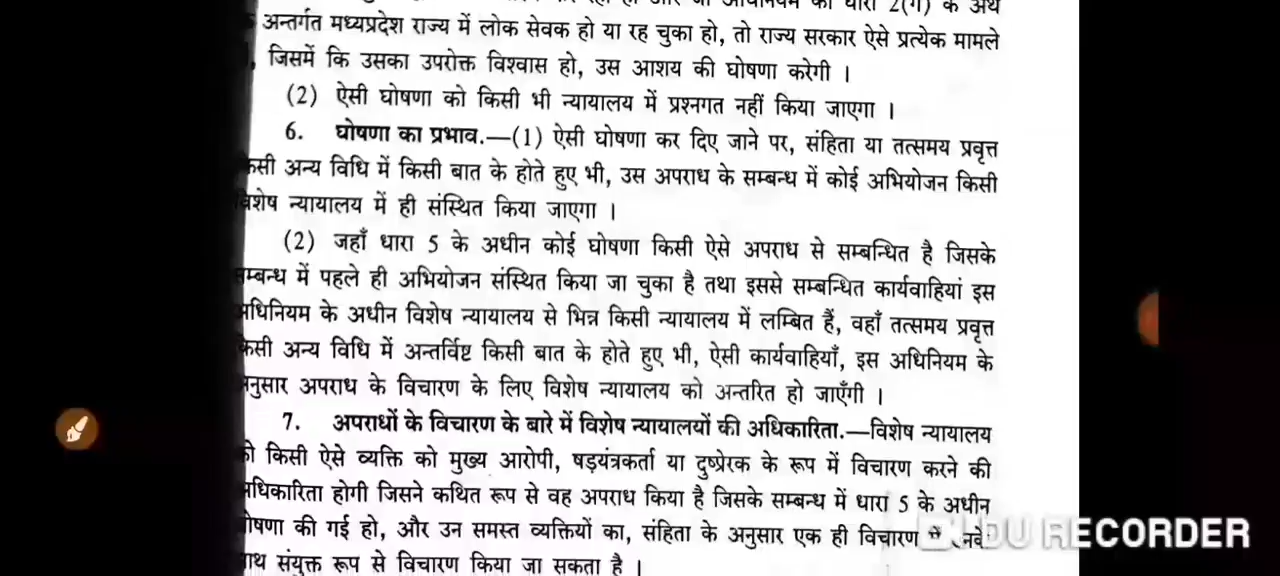 अन्तर्गत मध्यप्रदेश राज्य में लोक सेवक हो या रह चुका हो, तो राज्य सरकार ऐसे प्रत्येक मामले
, जिसमें कि उसका उपरोक्त विश्वास हो, उस आशय की घोषणा करेगी ।
(2) ऐसी घोषणा को किसी भी न्यायालय में प्रश्नगत नहीं किया जाएगा ।
6. घोषणा का प्रभाव.—(1) ऐसी घोषणा कर दिए जाने पर, संहिता या तत्समय प्रवृत्त
किसी अन्य विधि में किसी बात के होते हुए भी, उस अपराध के सम्बन्ध में कोई अभियोजन किसी
विशेष न्यायालय में ही संस्थित किया जाएगा ।
(2) जहाँ धारा 5 के अधीन कोई घोषणा किसी ऐसे अपराध से सम्बन्धित है जिसके
सम्बन्ध में पहले ही अभियोजन संस्थित किया जा चुका है तथा इससे सम्बन्धित कार्यवाहियां इस
अधिनियम के अधीन विशेष न्यायालय से भिन्न किसी न्यायालय में लम्बित हैं, वहाँ तत्समय प्रवृत्त
केसी अन्य विधि में अन्तर्विष्ट किसी बात के होते हुए भी, ऐसी कार्यवाहियाँ, इस अधिनियम के
अनुसार अपराध के विचारण के लिए विशेष न्यायालय को अन्तरित हो जाएँगी ।
7. अपराधों के विचारण के बारे में विशेष न्यायालयों की अधिकारिता.—विशेष न्यायालय
को किसी ऐसे व्यक्ति को मुख्य आरोपी, षड़यंत्रकर्ता या दुष्प्रेरक के रूप में विचारण करने की
अधिकारिता होगी जिसने कथित रूप से वह अपराध किया है जिसके सम्बन्ध में धारा 5 के अधीन
घोषणा की गई हो, और उन समस्त व्यक्तियों का, संहिता के अनुसार एक ही विचारण
साथ संयुक्त रूप से विचारण किया जा सकता है ।
DU RECORDER